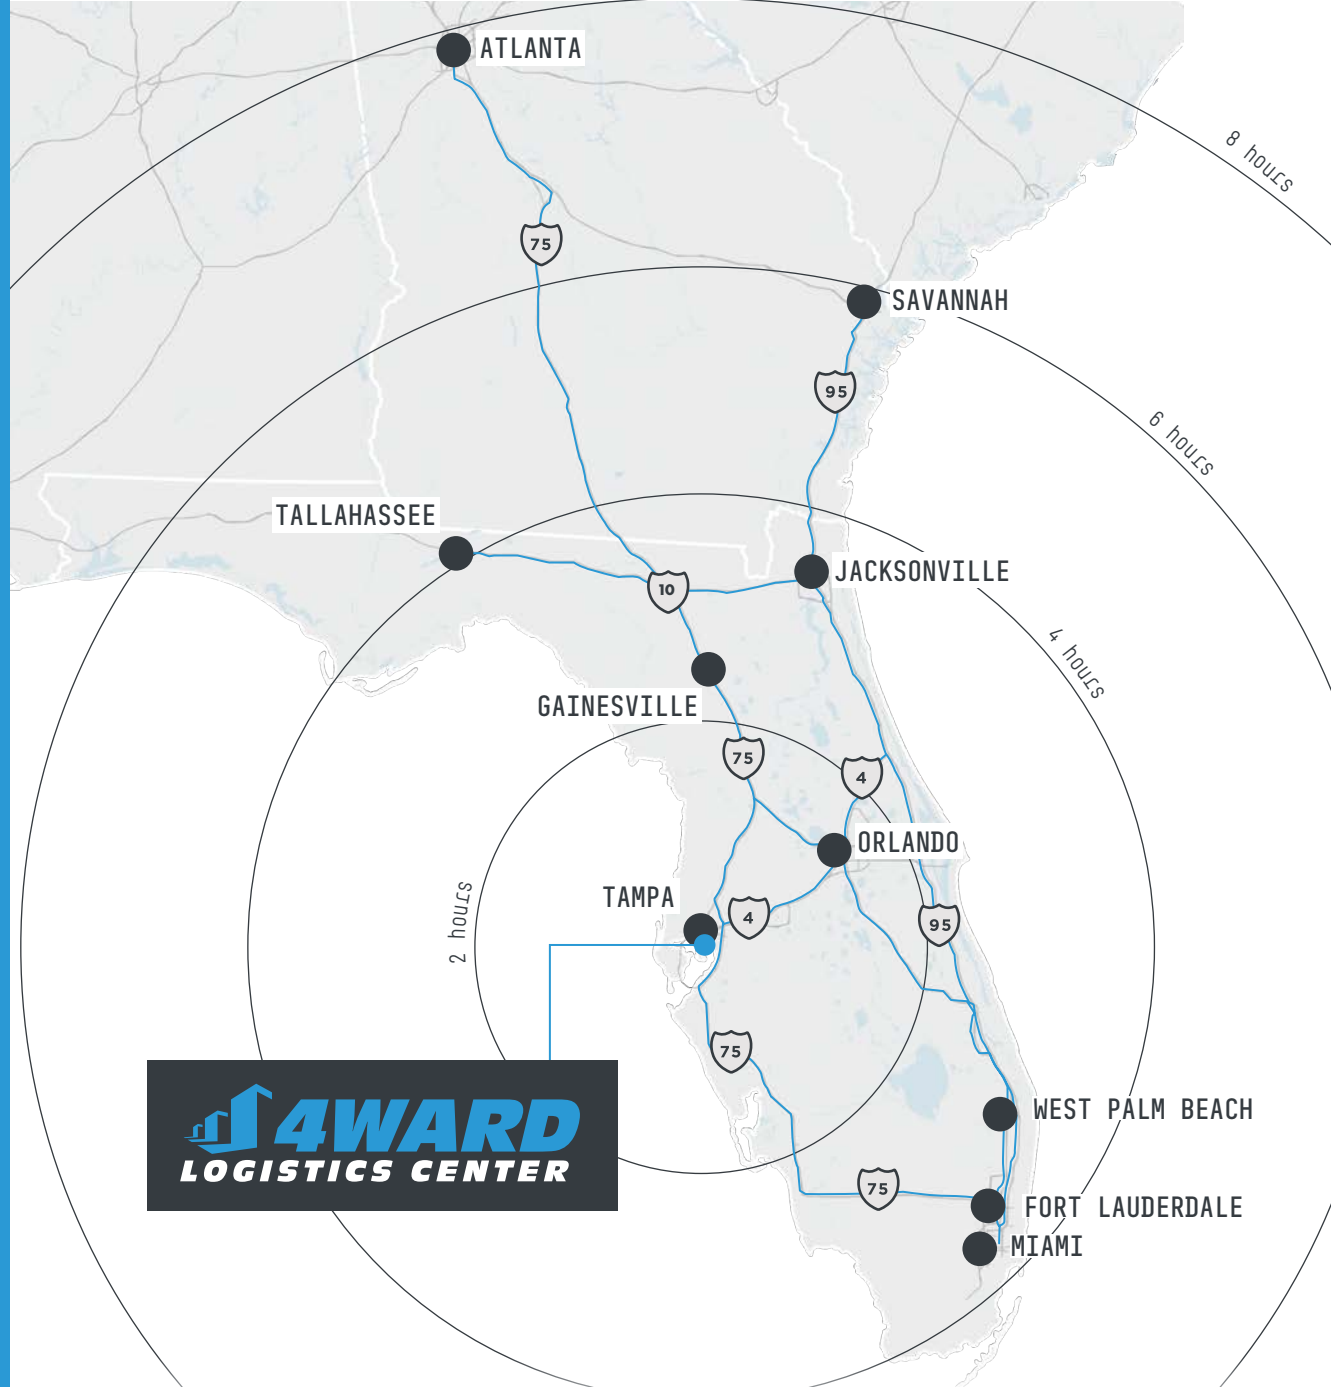 ATLANTA
8 hours
75
SAVANNAH
95
6 hours
TALLAHASSEE
JACKSONVILLE
10
4 hours
GAINESVILLE
75
4
ORLANDO
TAMPA
4
95
2 hours
75
4WARD
LOGISTICS CENTER
WEST PALM BEACH
75
FORT LAUDERDALE
MIAMI